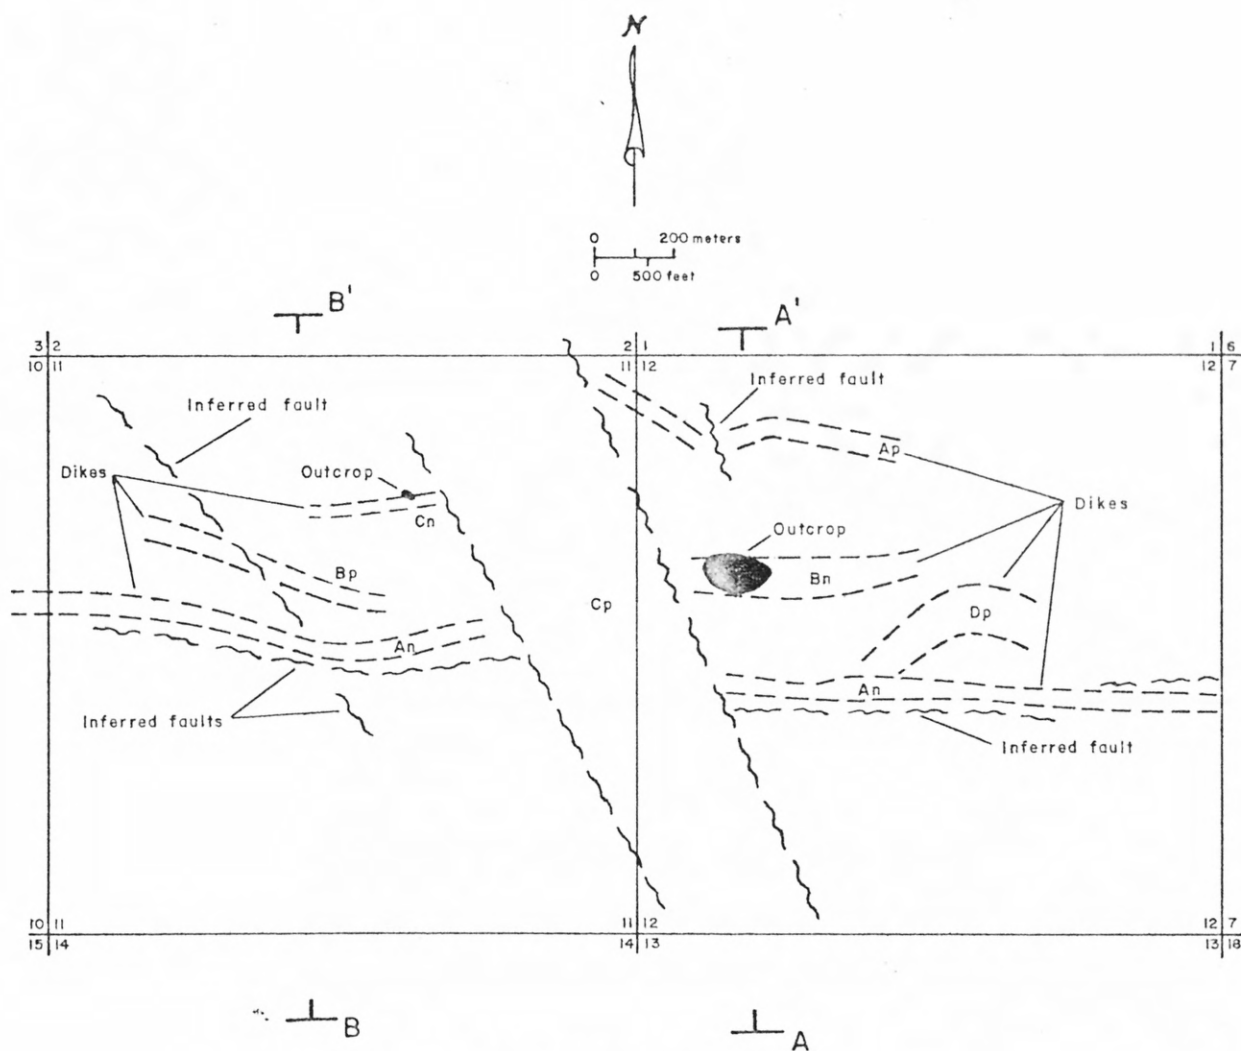 N
0 200 meters
0 500 feet
B'
A'
3 2
10 11
2 1
11 12
1 6
12 7
Inferred fault
Inferred fault
Ap
Dikes
Outcrop
Cn
Dikes
Outcrop
Bp
Bn
Cp
Dp
An
An
Inferred faults
Inferred fault
10 11
15 14
11 12
14 13
12 7
13 18
B
A